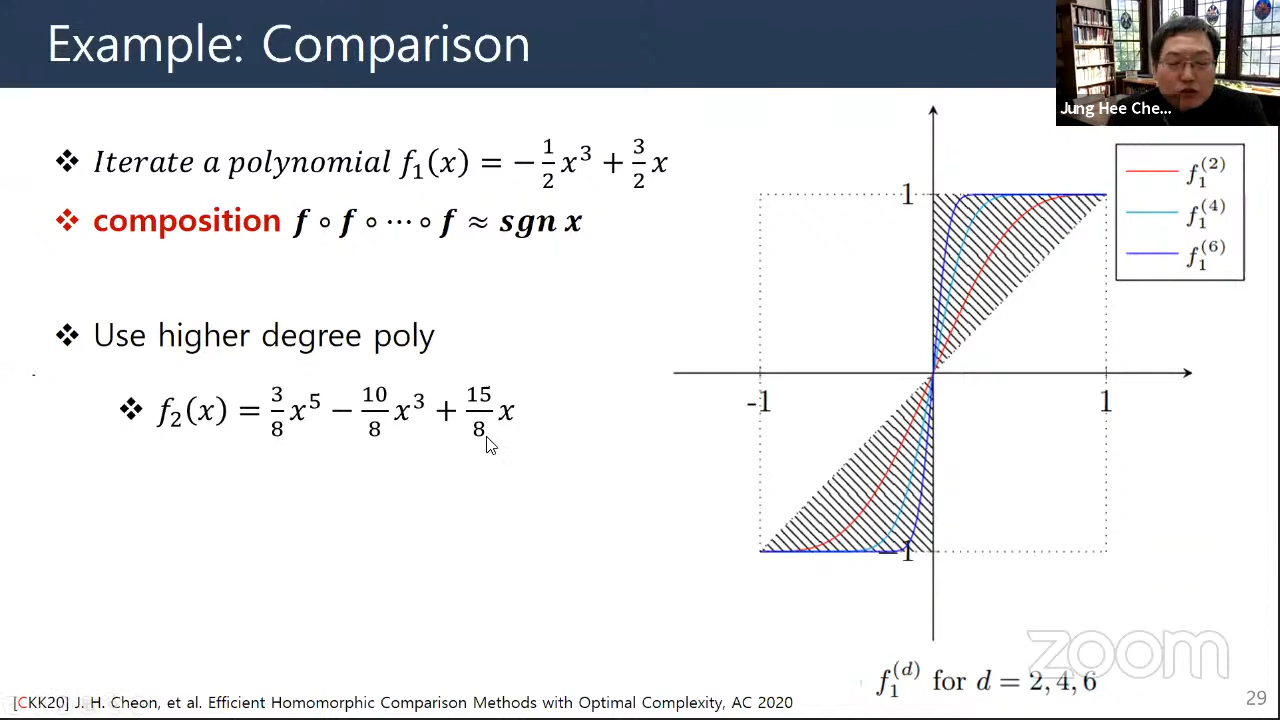 Example: Comparison
Jung Hee Che...
❖ Iterate a polynomial f₁(x) = −1/2 x³ + 3/2 x
❖ composition f ∘ f ∘ ⋯ ∘ f ≈ sgn x
❖ Use higher degree poly
❖ f₂(x) = 3/8 x⁵ − 10/8 x³ + 15/8 x
f₁⁽²⁾
f₁⁽⁴⁾
f₁⁽⁶⁾
1
-1
1
−1
zoom
f₁⁽ᵈ⁾ for d = 2, 4, 6
[CKK20] J. H. Cheon, et al. Efficient Homomorphic Comparison Methods with Optimal Complexity, AC 2020
29